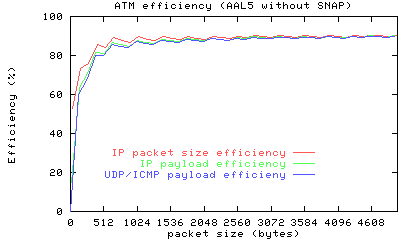 ATM efficiency (AAL5 without SNAP)
100
80
60
40
20
0
Efficiency (%)
IP packet size efficiency
IP payload efficiency
UDP/ICMP payload efficieny
0 512 1024 1536 2048 2560 3072 3584 4096 4608
packet size (bytes)